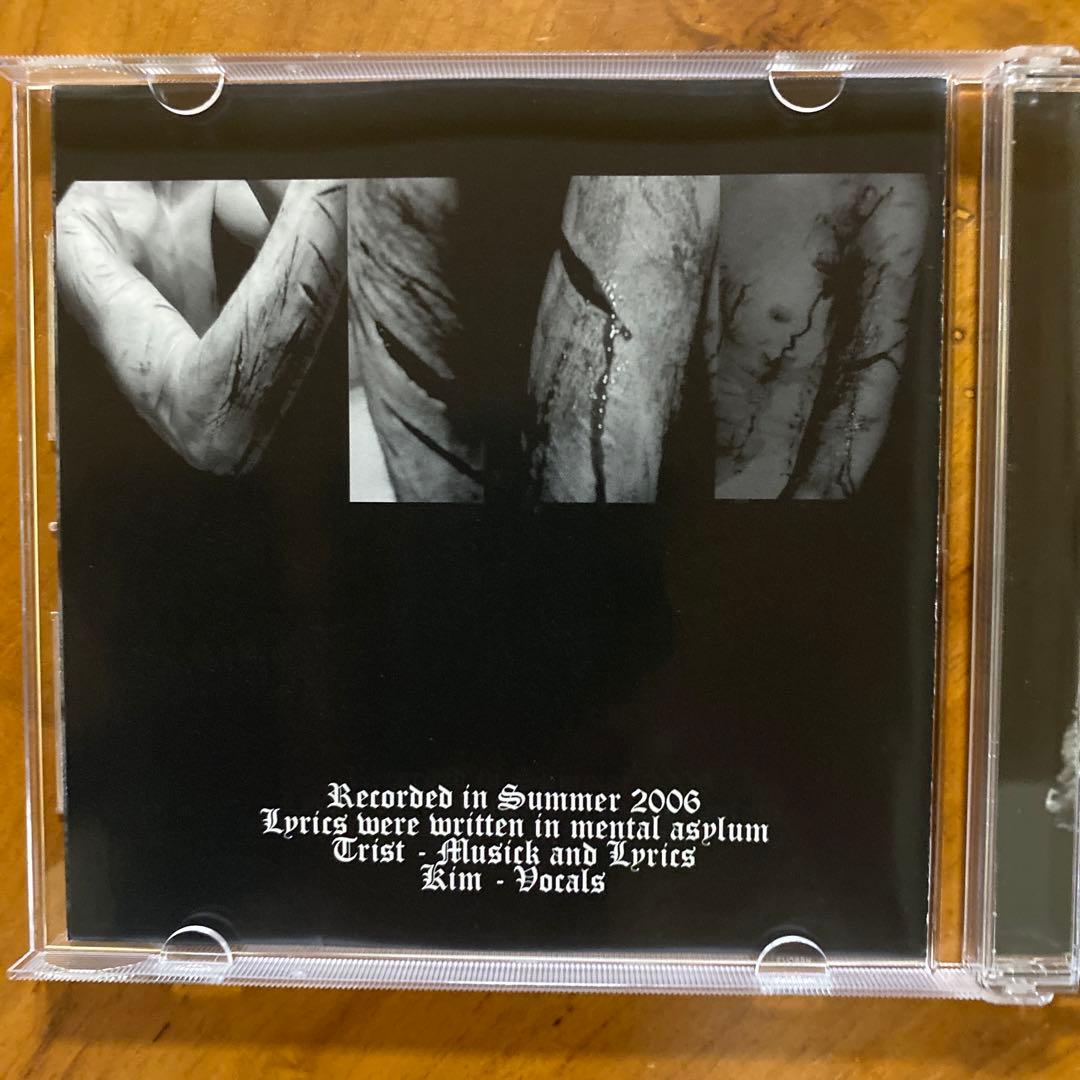 Recorded in Summer 2006
Lyrics were written in mental asylum
Trist - Musick and Lyrics
Kim - Vocals